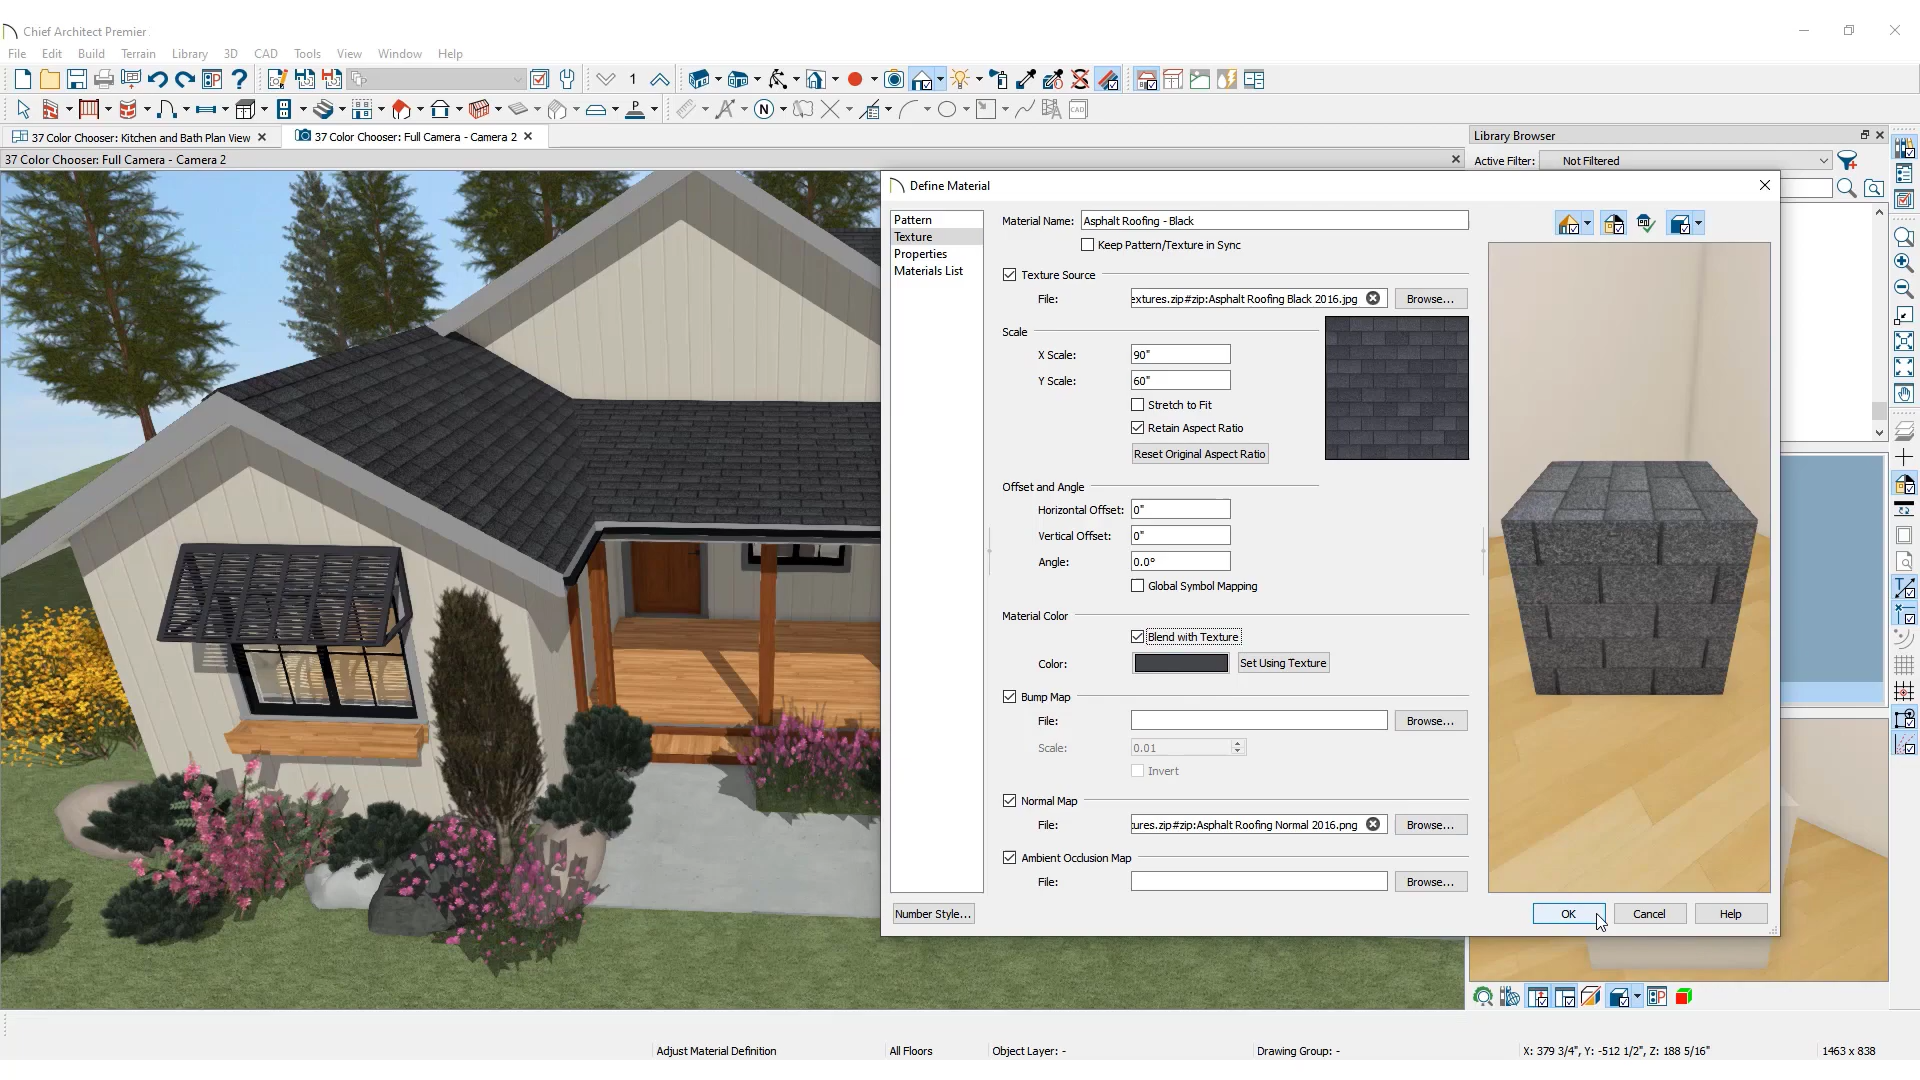 Chief Architect Premier
File Edit Build Terrain Library 3D CAD Tools View Window Help
1
N
P
CAD
37 Color Chooser: Kitchen and Bath Plan View
37 Color Chooser: Full Camera - Camera 2
37 Color Chooser: Full Camera - Camera 2
Library Browser
Active Filter: Not Filtered
Define Material
Pattern
Texture
Properties
Materials List
Material Name: Asphalt Roofing - Black
Keep Pattern/Texture in Sync
Texture Source
File: extures.zip#zip:Asphalt Roofing Black 2016.jpg Browse...
Scale
X Scale: 90"
Y Scale: 60"
Stretch to Fit
Retain Aspect Ratio
Reset Original Aspect Ratio
Offset and Angle
Horizontal Offset: 0"
Vertical Offset: 0"
Angle: 0.0°
Global Symbol Mapping
Material Color
Blend with Texture
Color: Set Using Texture
Bump Map
File: Browse...
Scale: 0.01
Invert
Normal Map
File: ures.zip#zip:Asphalt Roofing Normal 2016.png Browse...
Ambient Occlusion Map
File: Browse...
Number Style... OK Cancel Help
Adjust Material Definition All Floors Object Layer: - Drawing Group: - X: 379 3/4", Y: -512 1/2", Z: 188 5/16" 1463 x 838